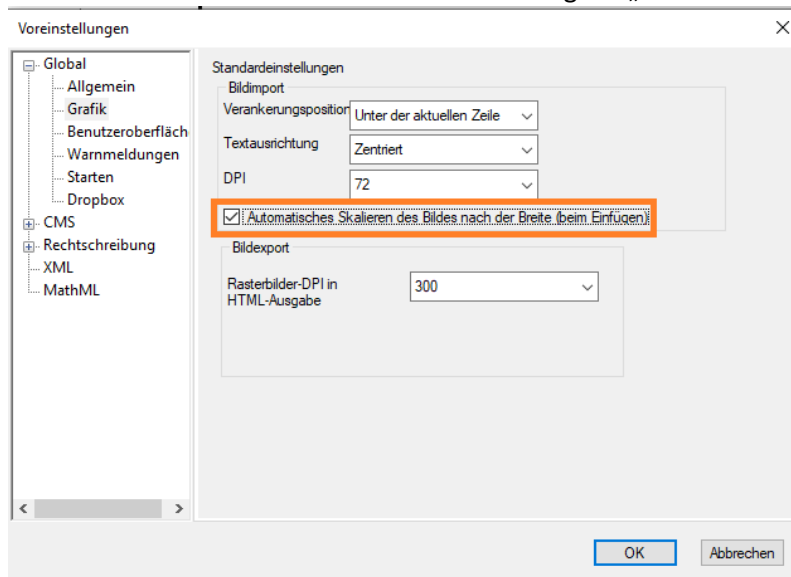 Voreinstellungen
Global
Allgemein
Grafik
Benutzeroberfläch
Warnmeldungen
Starten
Dropbox
CMS
Rechtschreibung
XML
MathML
Standardeinstellungen
Bildimport
Verankerungsposition
Unter der aktuellen Zeile
Textausrichtung
Zentriert
DPI
72
Automatisches Skalieren des Bildes nach der Breite (beim Einfügen)
Bildexport
Rasterbilder-DPI in
HTML-Ausgabe
300
OK
Abbrechen